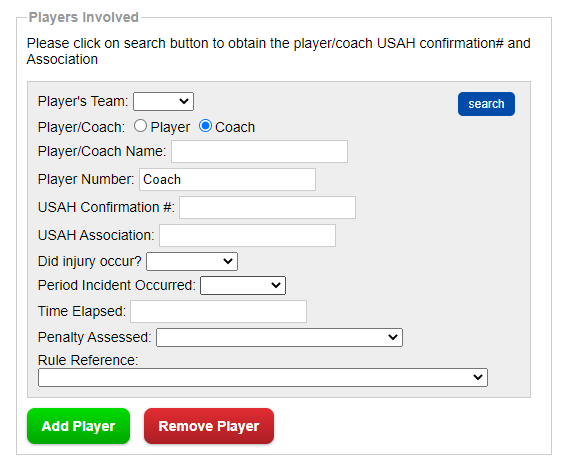 Players Involved
Please click on search button to obtain the player/coach USAH confirmation# and
Association
Player's Team:
search
Player/Coach: Player Coach
Player/Coach Name:
Player Number: Coach
USAH Confirmation #:
USAH Association:
Did injury occur?
Period Incident Occurred:
Time Elapsed:
Penalty Assessed:
Rule Reference:
Add Player Remove Player